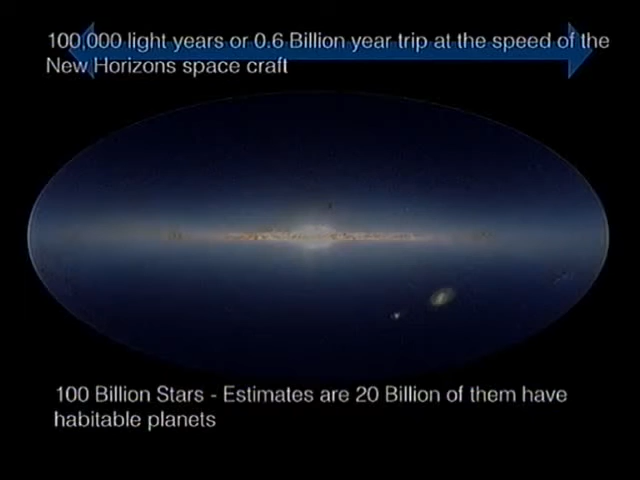 100,000 light years or 0.6 Billion year trip at the speed of the
New Horizons space craft
100 Billion Stars - Estimates are 20 Billion of them have
habitable planets